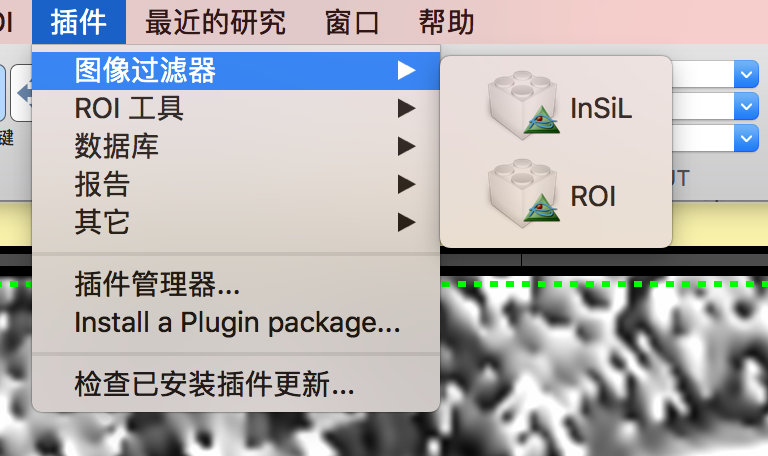 OI 插件 最近的研究 窗口 帮助
图像过滤器
ROI 工具
数据库
报告
其它
插件管理器...
Install a Plugin package...
检查已安装插件更新...
InSiL
ROI
键